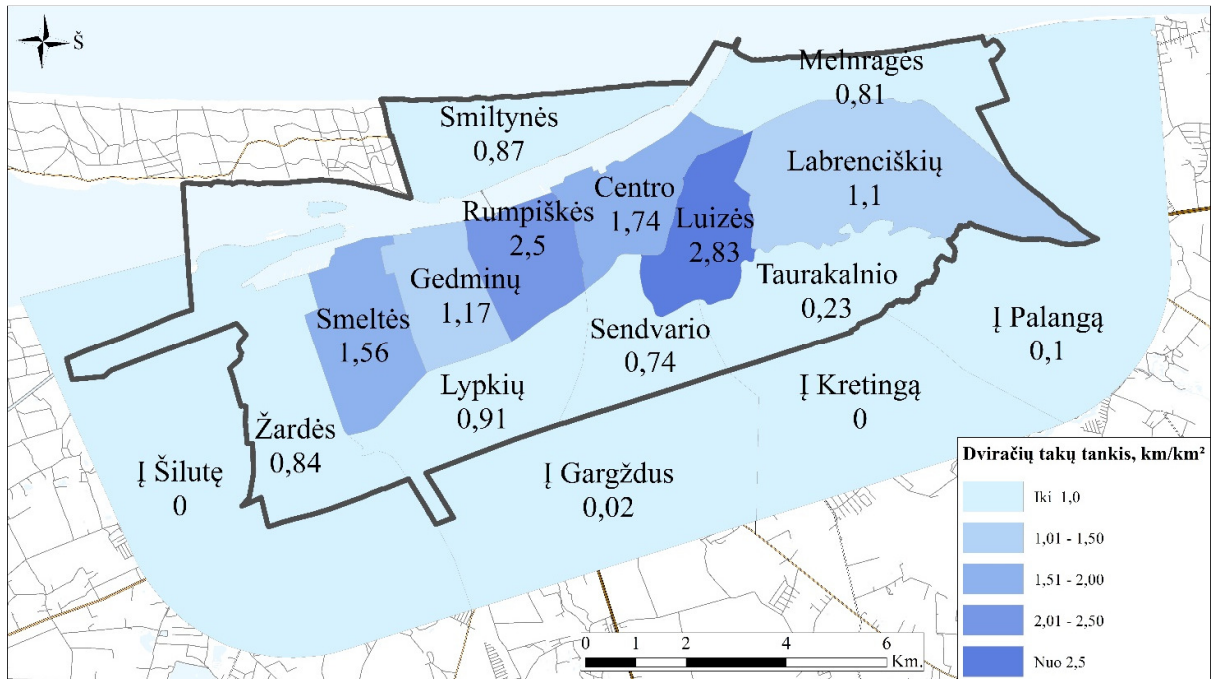 Š
Melnragės
0,81
Smiltynės
0,87
Labrenciškių
1,1
Centro
1,74
Rumpiškės
2,5
Luizės
2,83
Gedminų
1,17
Taurakalnio
0,23
Smeltės
1,56
Sendvario
0,74
Į Palangą
0,1
Lypkių
0,91
Į Kretingą
0
Žardės
0,84
Į Šilutę
0
Į Gargždus
0,02
Dviračių takų tankis, km/km²
Iki 1,0
1,01 - 1,50
1,51 - 2,00
2,01 - 2,50
Nuo 2,5
0 1 2 4 6
Km.